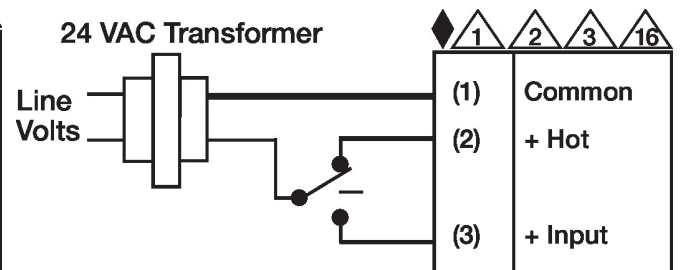 24 VAC Transformer
1 2 3 16
Line
Volts
(1) Common
(2) + Hot
(3) + Input